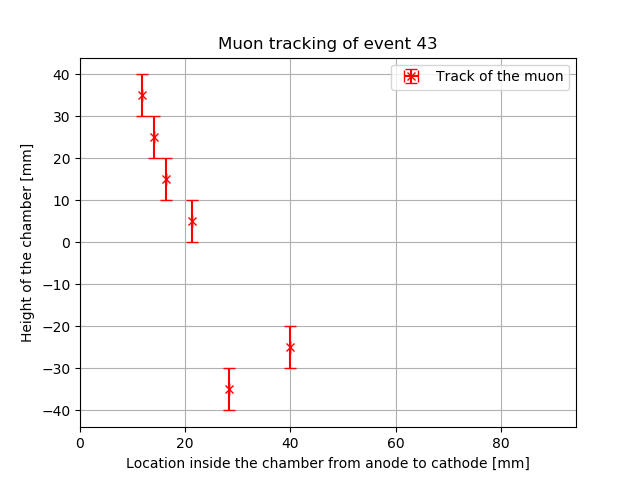 Muon tracking of event 43
Track of the muon
Height of the chamber [mm]
40
30
20
10
0
−10
−20
−30
−40
0 20 40 60 80
Location inside the chamber from anode to cathode [mm]